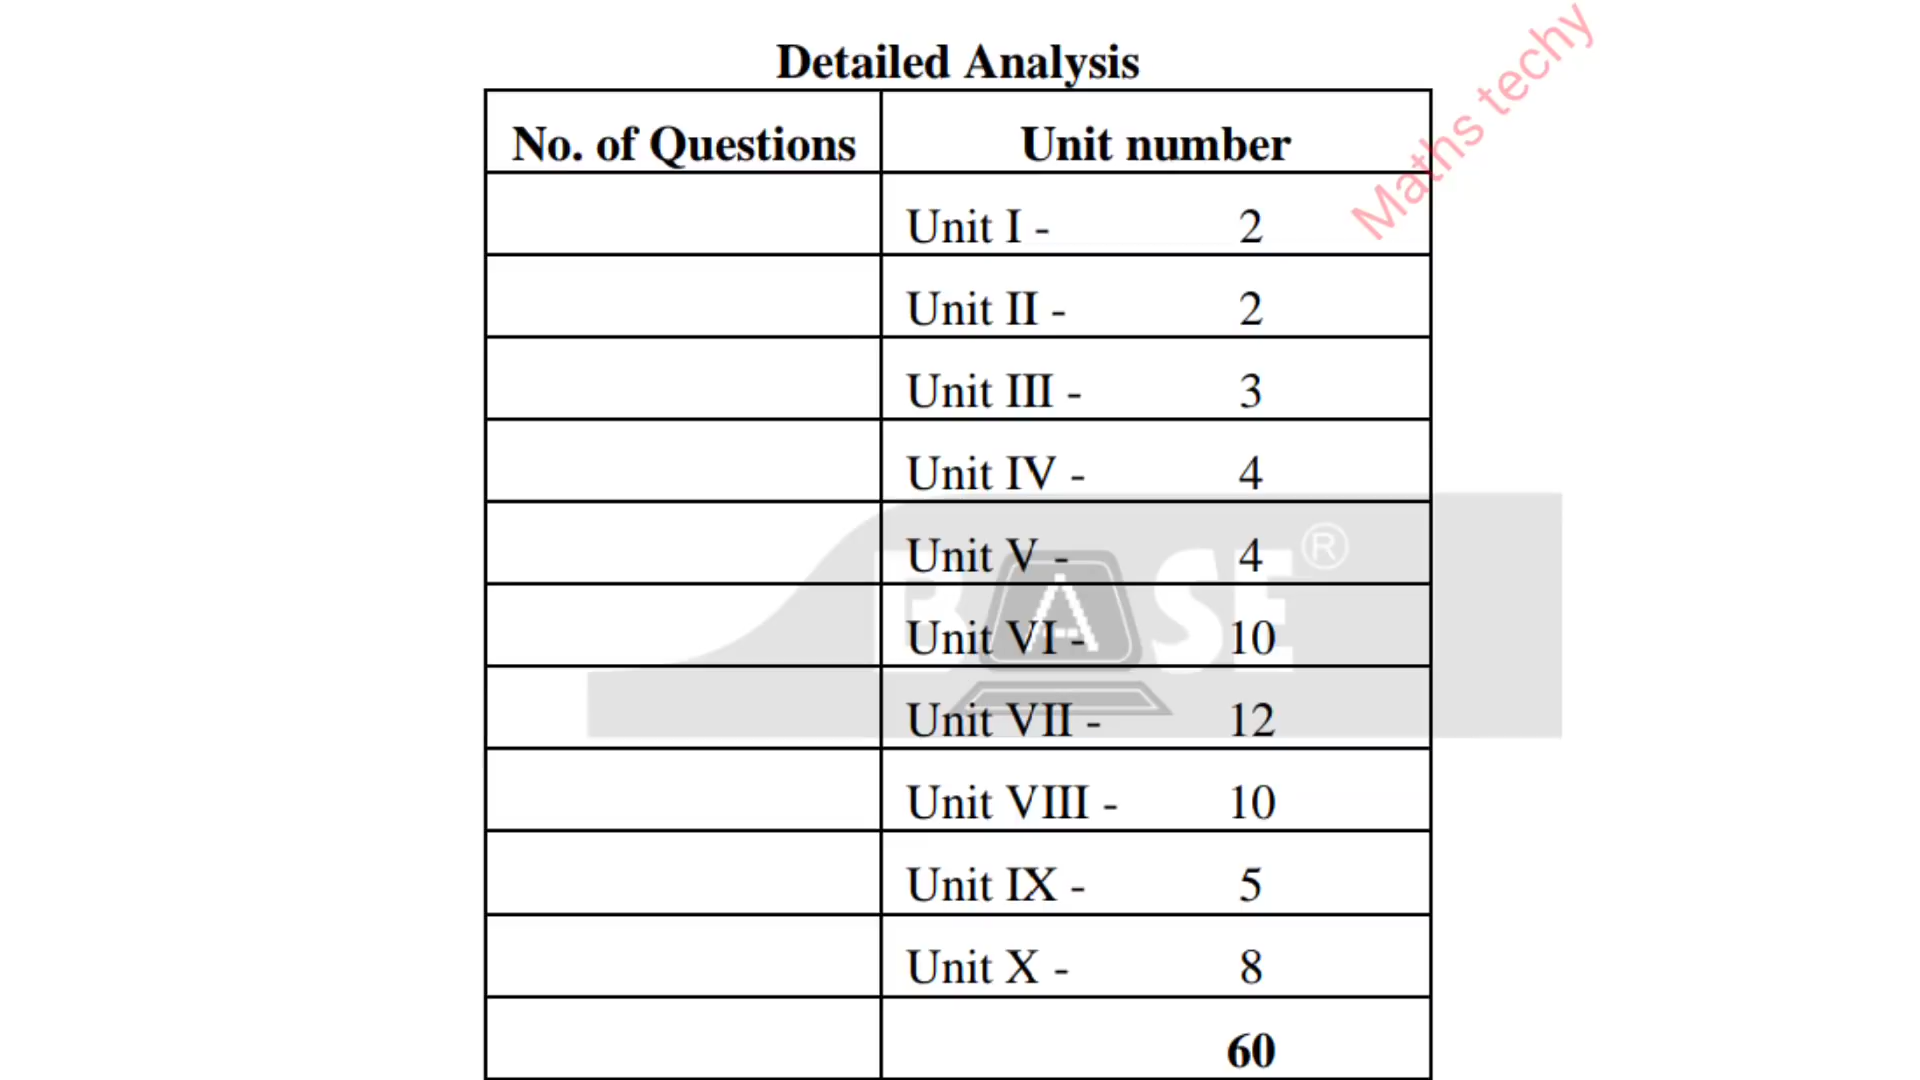 Detailed Analysis
Maths techy
No. of Questions Unit number
Unit I - 2
Unit II - 2
Unit III - 3
Unit IV - 4
Unit V - 4
Unit VI - 10
Unit VII - 12
Unit VIII - 10
Unit IX - 5
Unit X - 8
60
BASE®